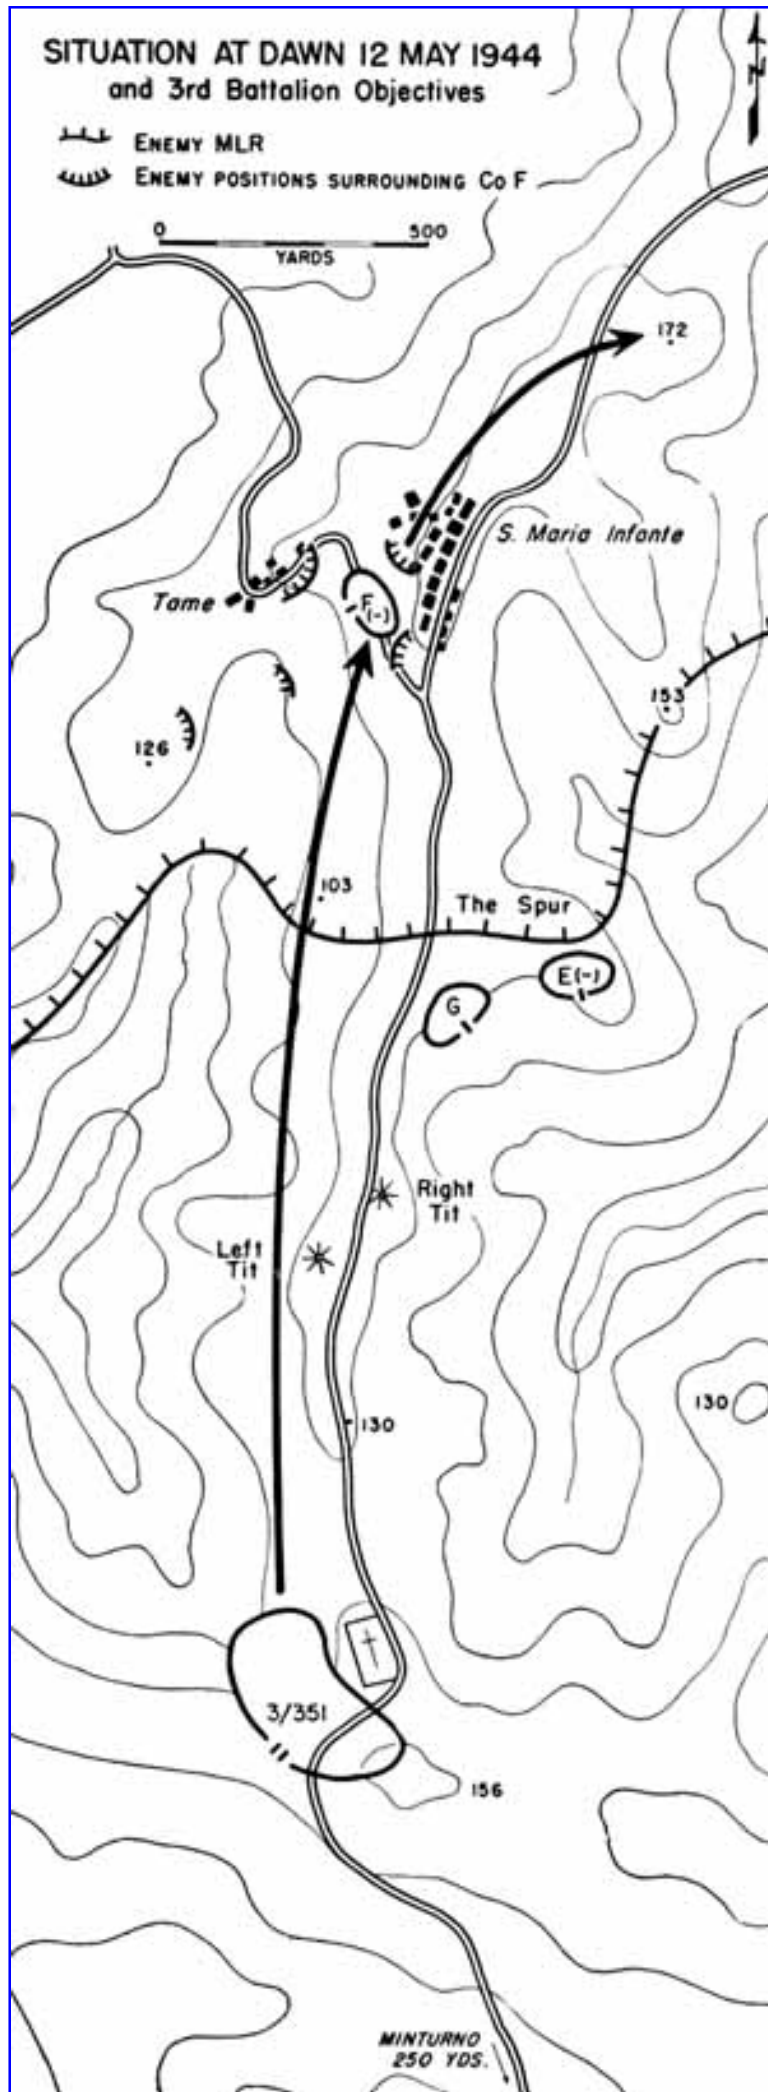 SITUATION AT DAWN 12 MAY 1944
and 3rd Battalion Objectives
ENEMY MLR
ENEMY POSITIONS SURROUNDING Co F
0 500
YARDS
N
172
S. Maria Infante
Tame
F(-)
153
126
103
The Spur
E(-)
G
Right
Tit
Left
Tit
130
130
3/351
156
MINTURNO
250 YDS.